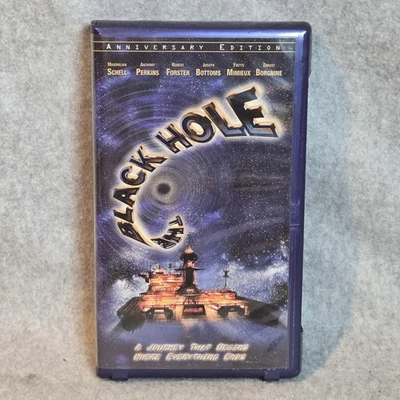 ANNIVERSARY EDITION
MAXIMILIAN SCHELL ANTHONY PERKINS ROBERT FORSTER JOSEPH BOTTOMS YVETTE MIMIEUX ERNEST BORGNINE
THE BLACK HOLE
A JOURNEY THAT BEGINS
WHERE EVERYTHING ENDS